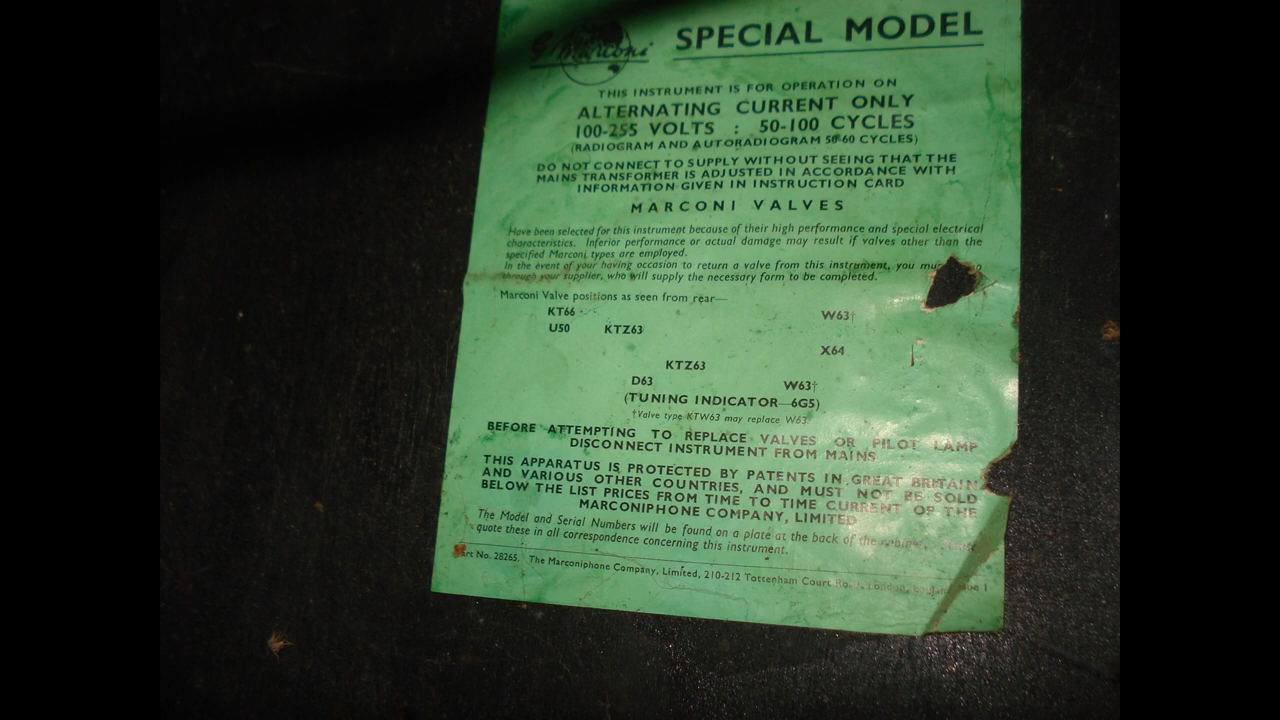 G. Marconi
SPECIAL MODEL
THIS INSTRUMENT IS FOR OPERATION ON
ALTERNATING CURRENT ONLY
100-255 VOLTS : 50-100 CYCLES
(RADIOGRAM AND AUTORADIOGRAM 50-60 CYCLES)
DO NOT CONNECT TO SUPPLY WITHOUT SEEING THAT THE
MAINS TRANSFORMER IS ADJUSTED IN ACCORDANCE WITH
INFORMATION GIVEN IN INSTRUCTION CARD
MARCONI VALVES
Have been selected for this instrument because of their high performance and special electrical
characteristics. Inferior performance or actual damage may result if valves other than the
specified Marconi types are employed.
In the event of your having occasion to return a valve from this instrument, you
through your supplier, who will supply the necessary form to be completed.
Marconi Valve positions as seen from rear—
KT66 W63†
U50 KTZ63
X64
KTZ63
D63 W63†
(TUNING INDICATOR—6G5)
†Valve type KTW63 may replace W63.
BEFORE ATTEMPTING TO REPLACE VALVES OR PILOT LAMP
DISCONNECT INSTRUMENT FROM MAINS
THIS APPARATUS IS PROTECTED BY PATENTS IN GREAT BRITAIN
AND VARIOUS OTHER COUNTRIES, AND MUST NOT BE SOLD
BELOW THE LIST PRICES FROM TIME TO TIME CURRENT OF THE
MARCONIPHONE COMPANY, LIMITED
The Model and Serial Numbers will be found on a plate at the back of the cabinet. Please
quote these in all correspondence concerning this instrument.
Part No. 28265. The Marconiphone Company, Limited, 210-212 Tottenham Court Road, London,